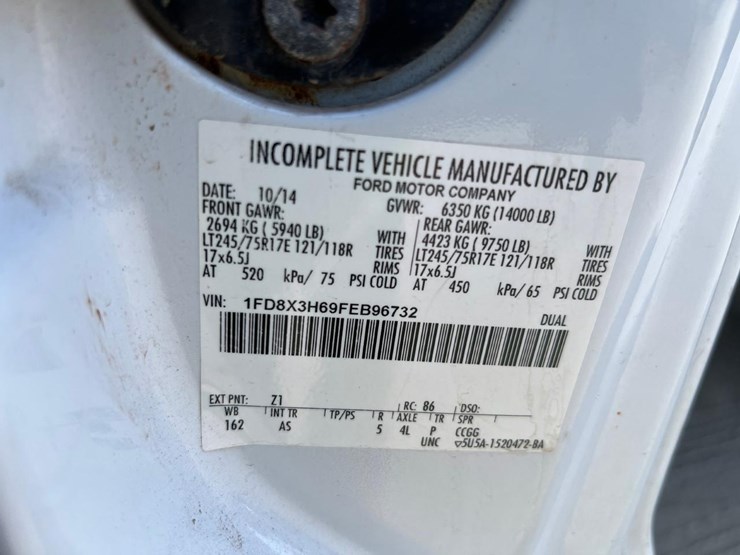 INCOMPLETE VEHICLE MANUFACTURED BY
FORD MOTOR COMPANY
DATE: 10/14 GVWR: 6350 KG (14000 LB)
FRONT GAWR: REAR GAWR:
2694 KG ( 5940 LB) WITH 4423 KG ( 9750 LB) WITH
LT245/75R17E 121/118R TIRES LT245/75R17E 121/118R TIRES
17x6.5J RIMS 17x6.5J RIMS
AT 520 kPa/ 75 PSI COLD AT 450 kPa/ 65 PSI COLD
VIN: 1FD8X3H69FEB96732 DUAL
EXT PNT: Z1 RC: 86 DSO:
WB INT TR TP/PS R AXLE TR SPR
162 AS 5 4L P CCGG
UNC ▽5U5A-1520472-BA